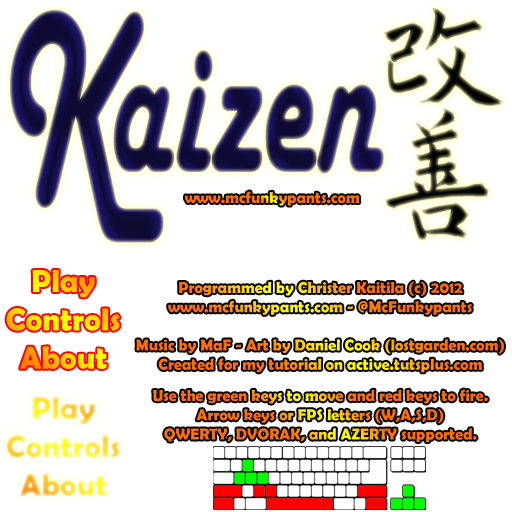 Kaizen
改善
www.mcfunkypants.com
Play
Controls
About
Programmed by Christer Kaitila (c) 2012
www.mcfunkypants.com - @McFunkypants
Music by MaF - Art by Daniel Cook (lostgarden.com)
Created for my tutorial on active.tutsplus.com
Play
Controls
About
Use the green keys to move and red keys to fire.
Arrow keys or FPS letters (W,A,S,D)
QWERTY, DVORAK, and AZERTY supported.